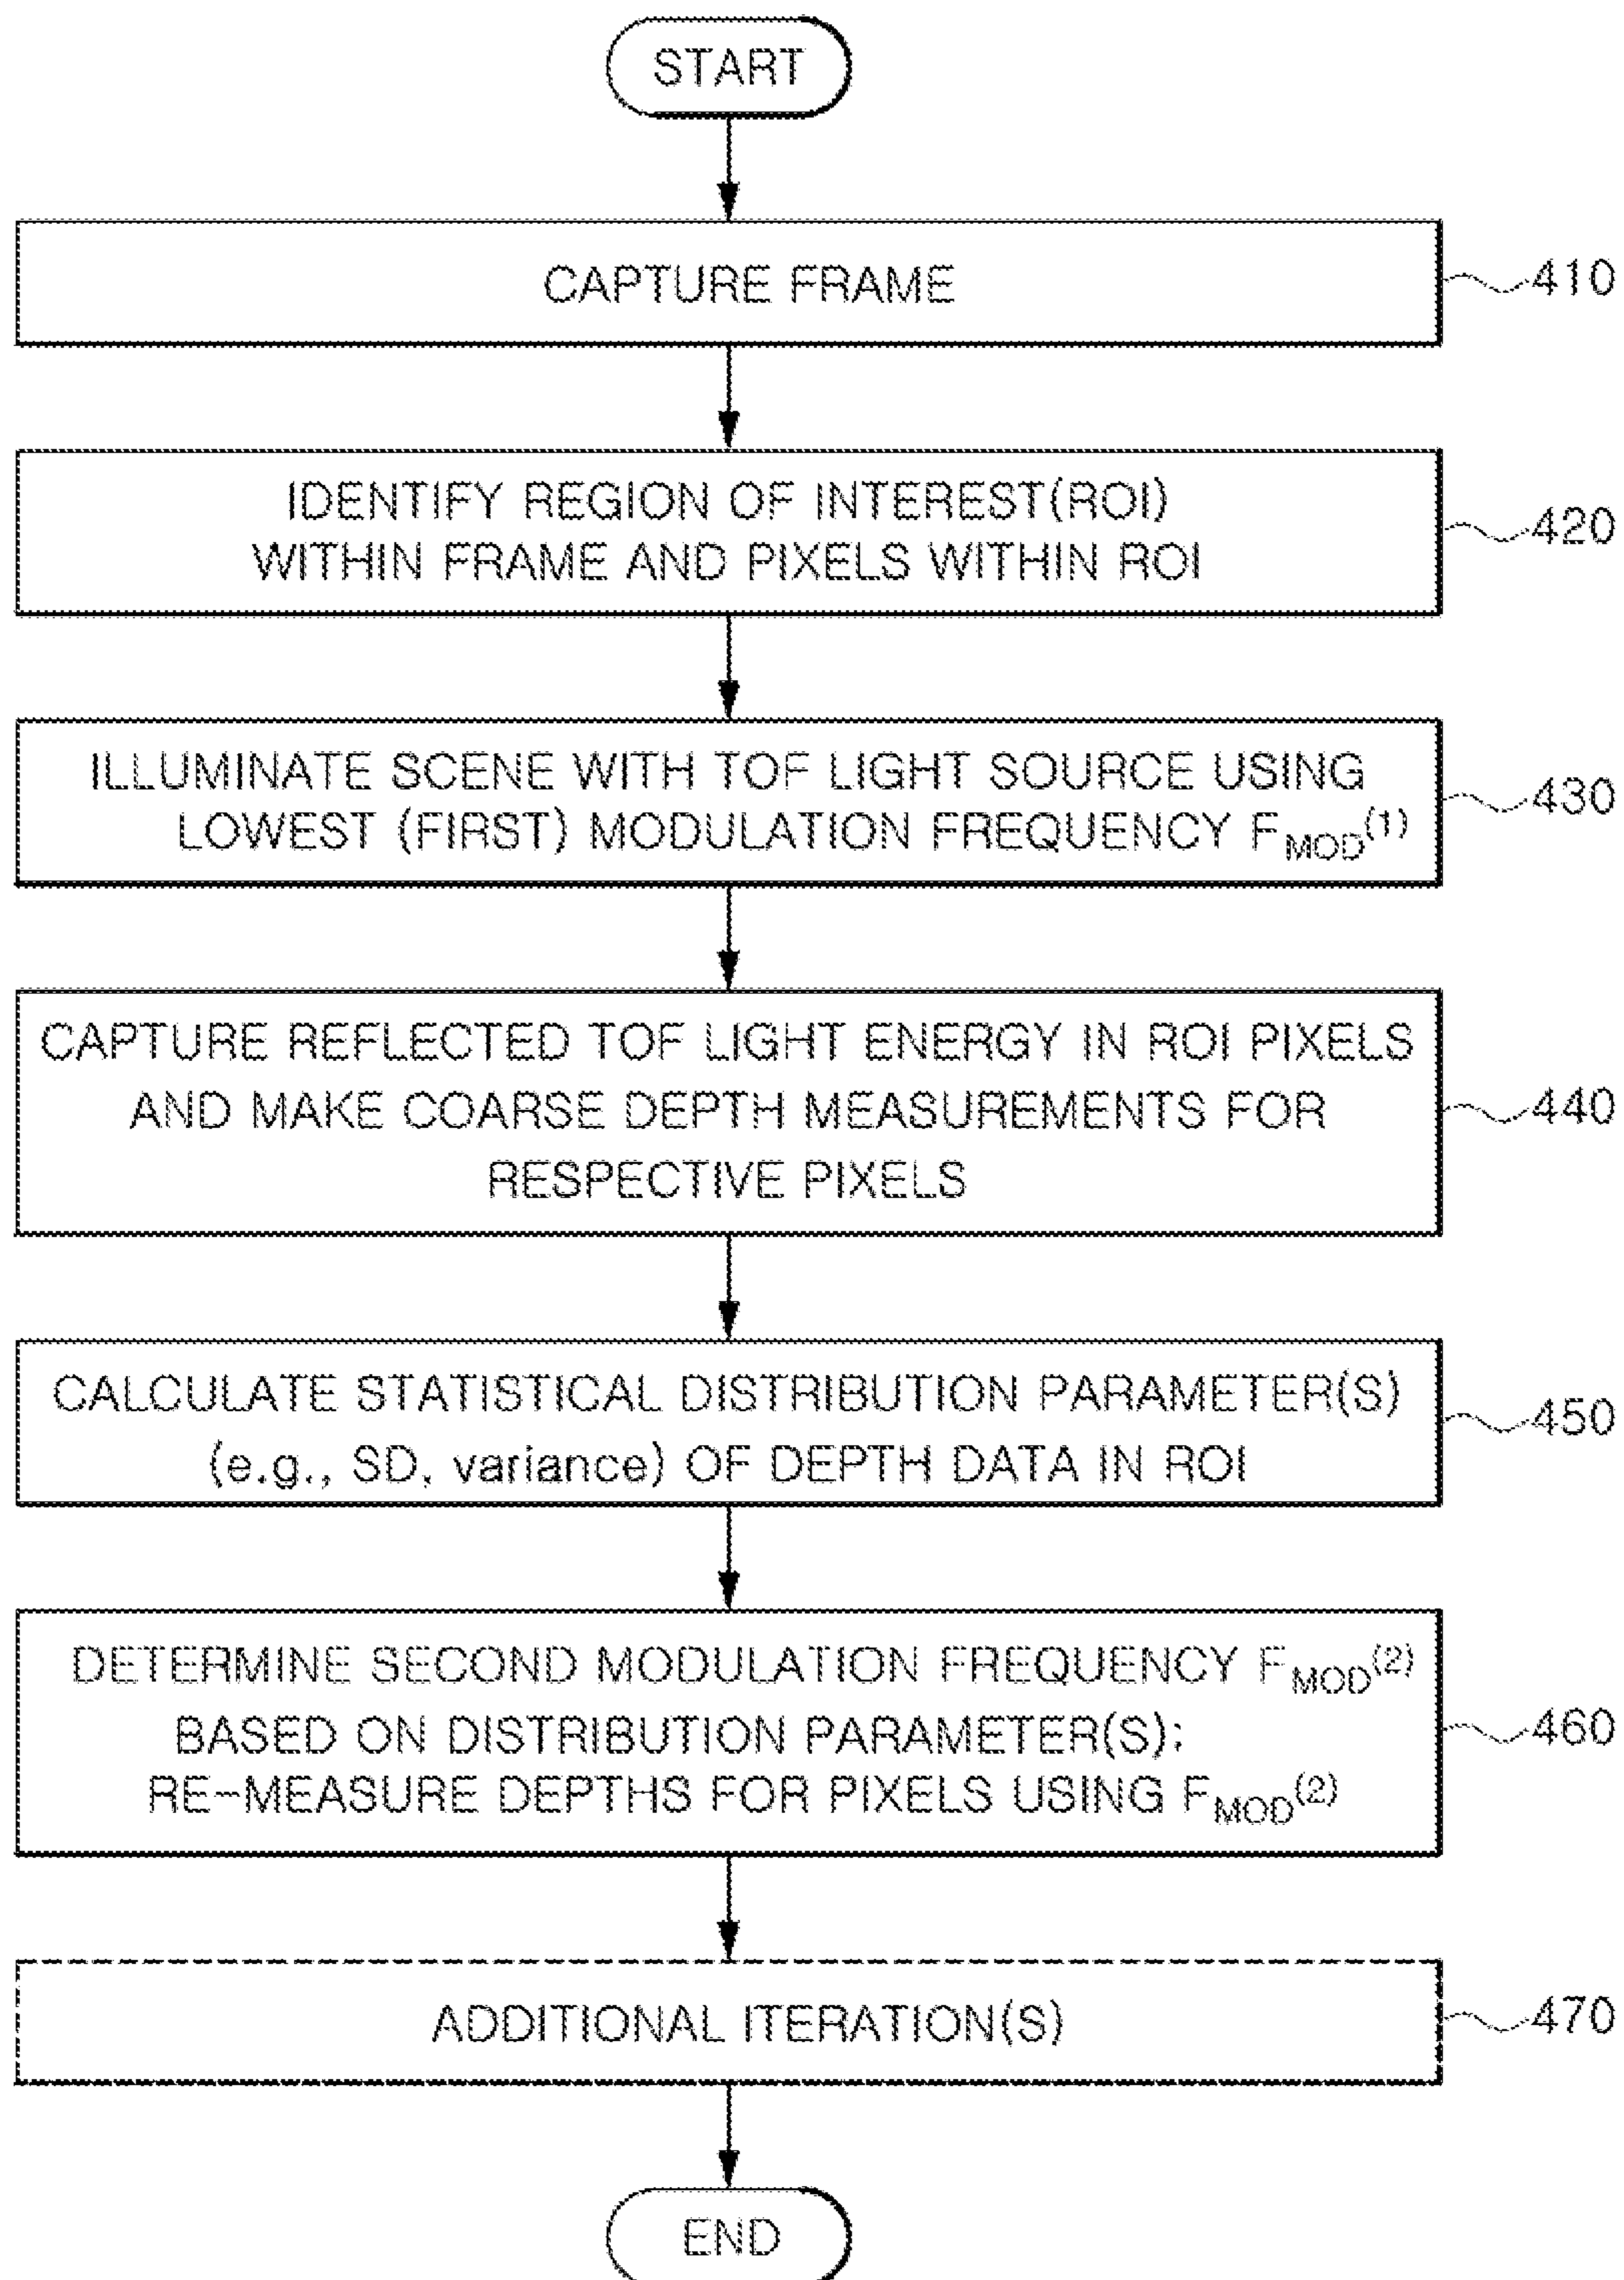 START
CAPTURE FRAME
410
IDENTIFY REGION OF INTEREST(ROI)
WITHIN FRAME AND PIXELS WITHIN ROI
420
ILLUMINATE SCENE WITH TOF LIGHT SOURCE USING
LOWEST (FIRST) MODULATION FREQUENCY F_MOD^(1)
430
CAPTURE REFLECTED TOF LIGHT ENERGY IN ROI PIXELS
AND MAKE COARSE DEPTH MEASUREMENTS FOR
RESPECTIVE PIXELS
440
CALCULATE STATISTICAL DISTRIBUTION PARAMETER(S)
(e.g., SD, variance) OF DEPTH DATA IN ROI
450
DETERMINE SECOND MODULATION FREQUENCY F_MOD^(2)
BASED ON DISTRIBUTION PARAMETER(S);
RE-MEASURE DEPTHS FOR PIXELS USING F_MOD^(2)
460
ADDITIONAL ITERATION(S)
470
END